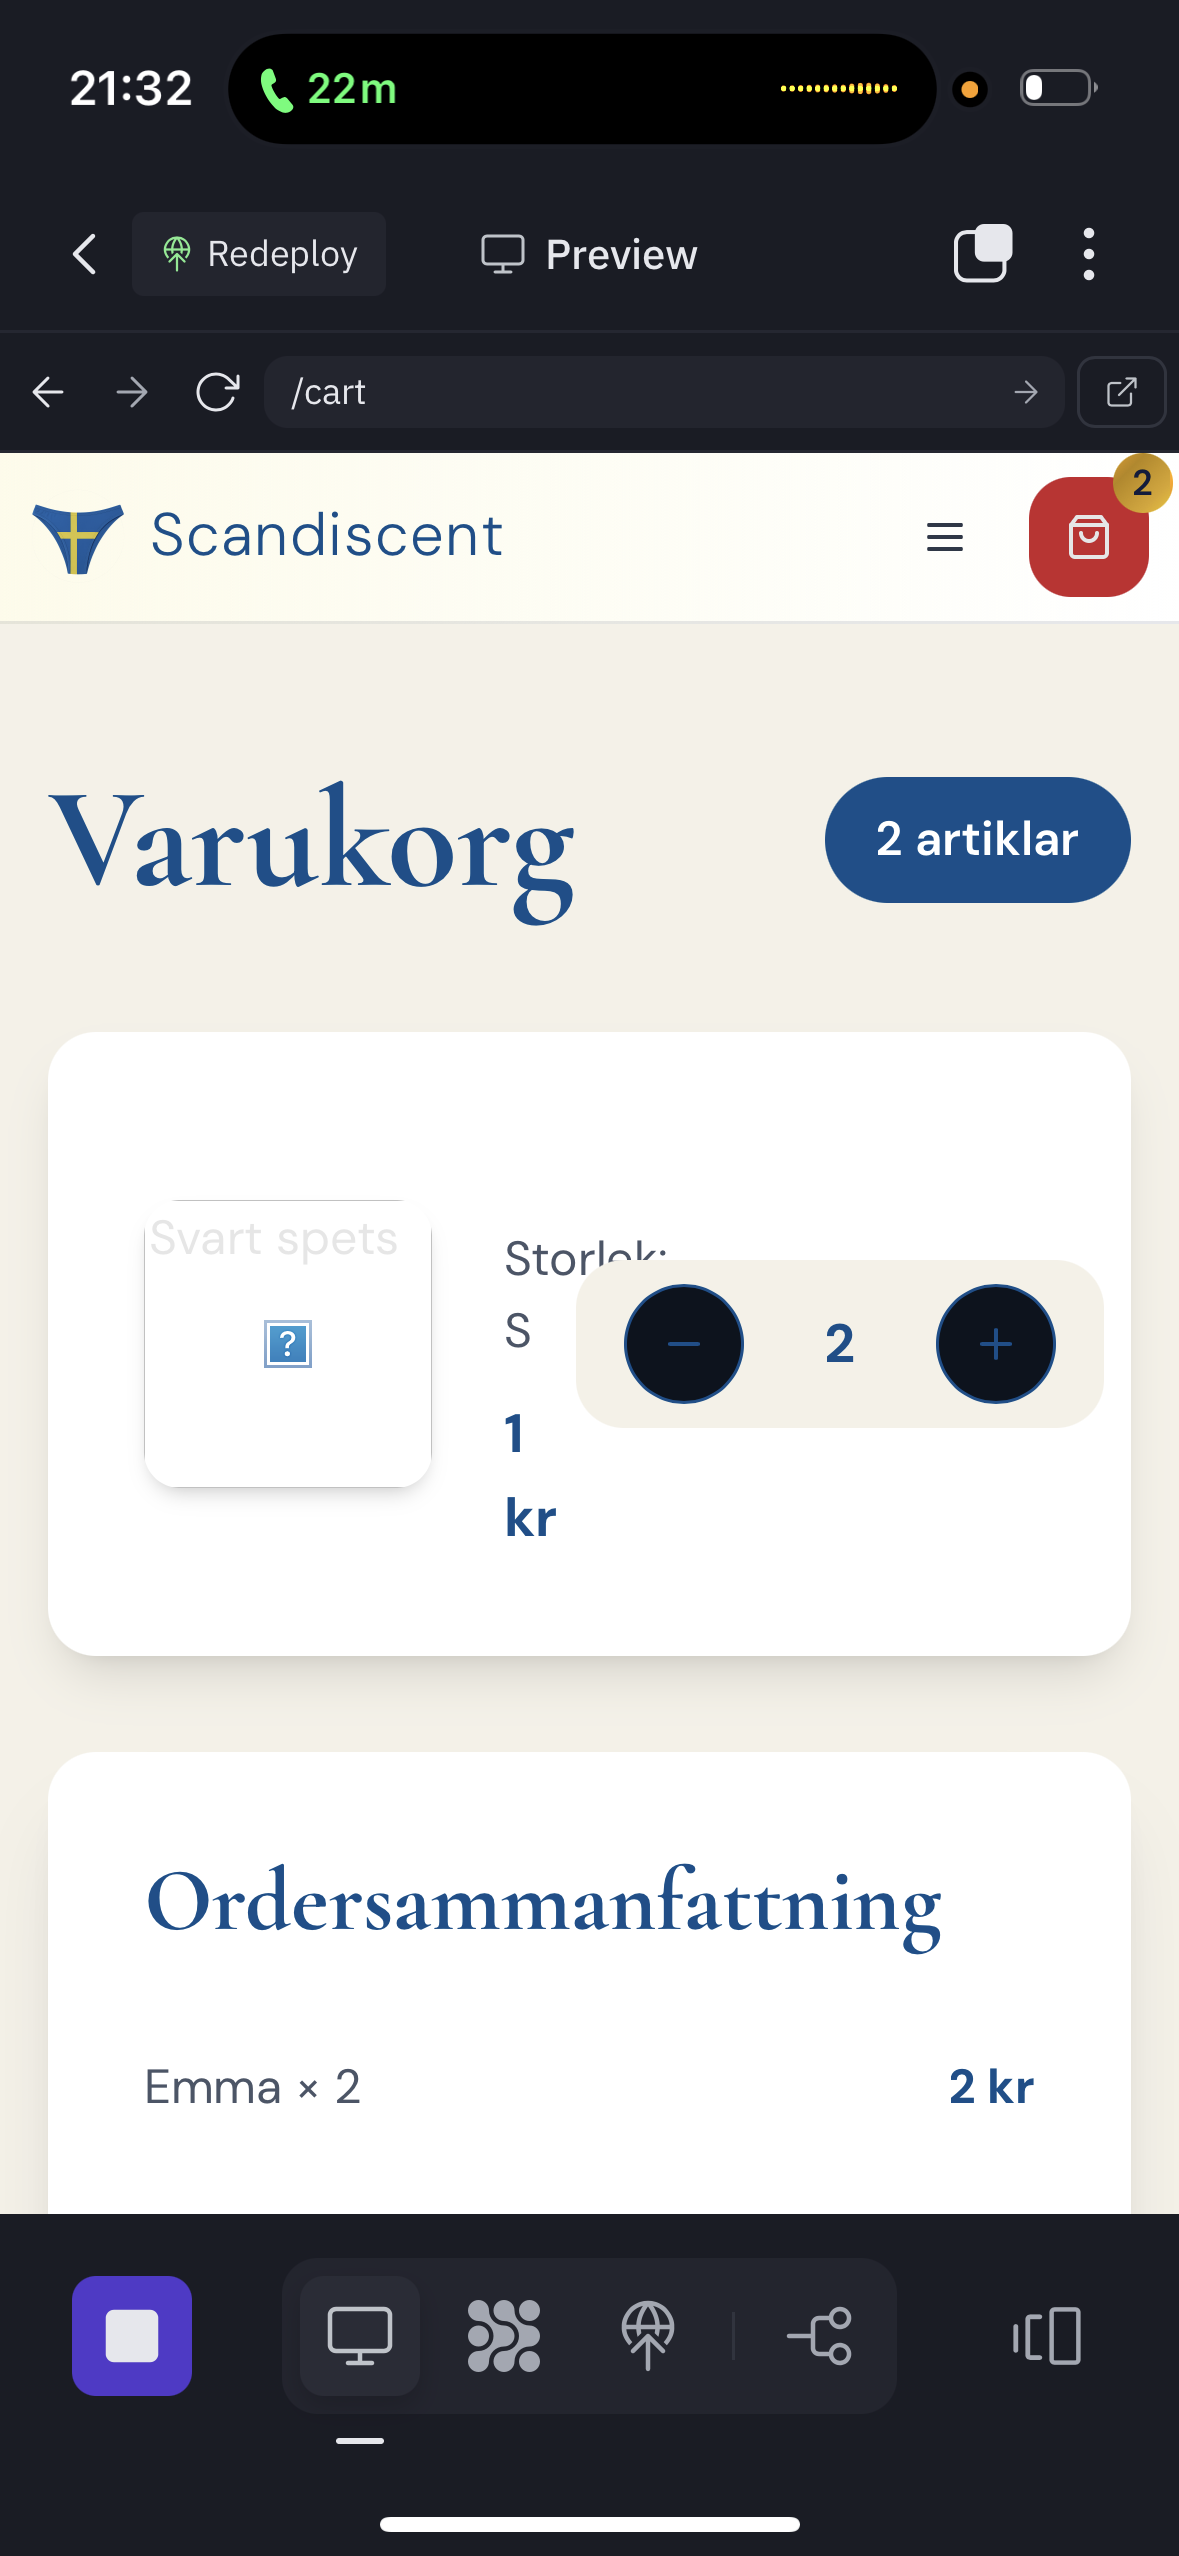 21:32
22m
Redeploy
Preview
/cart
Scandiscent
2
Varukorg
2 artiklar
Svart spets
Storlek:
S
2
1
kr
Ordersammanfattning
Emma × 2
2 kr